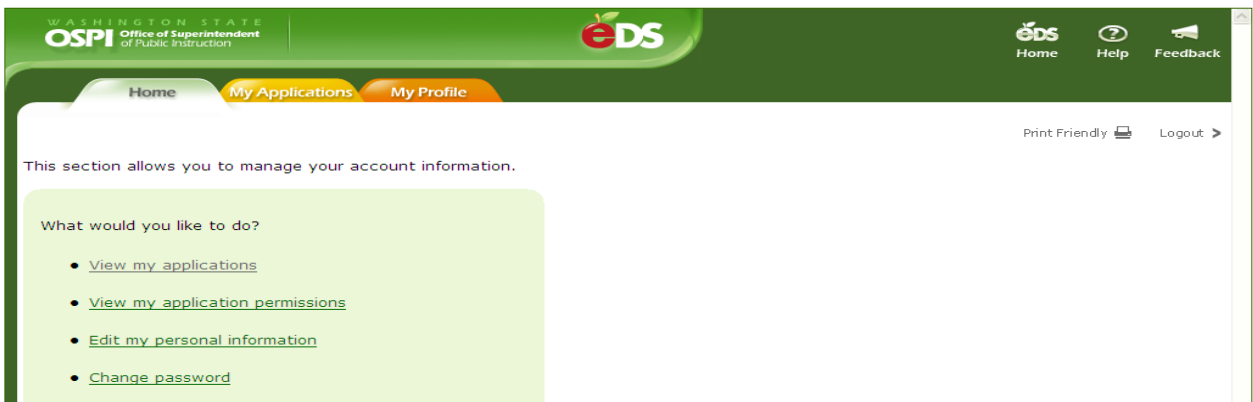 WASHINGTON STATE
OSPI Office of Superintendent
of Public Instruction
eDS
eDS
Home Help Feedback
Home My Applications My Profile
Print Friendly Logout >
This section allows you to manage your account information.
What would you like to do?
• View my applications
• View my application permissions
• Edit my personal information
• Change password